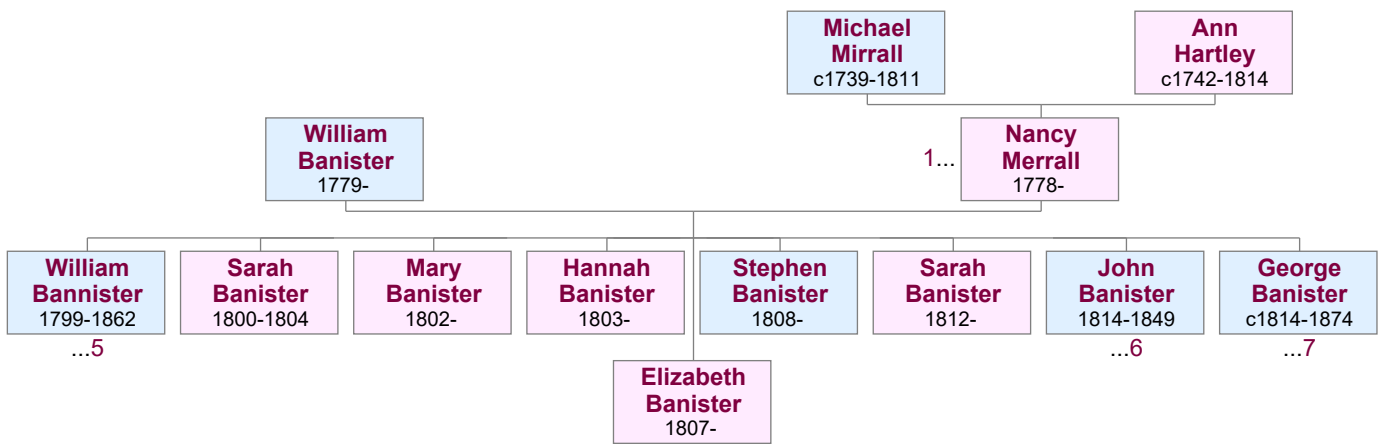 Michael
Mirrall
c1739-1811
Ann
Hartley
c1742-1814
William
Banister
1779-
1...
Nancy
Merrall
1778-
William
Bannister
1799-1862
...5
Sarah
Banister
1800-1804
Mary
Banister
1802-
Hannah
Banister
1803-
Stephen
Banister
1808-
Sarah
Banister
1812-
John
Banister
1814-1849
...6
George
Banister
c1814-1874
...7
Elizabeth
Banister
1807-